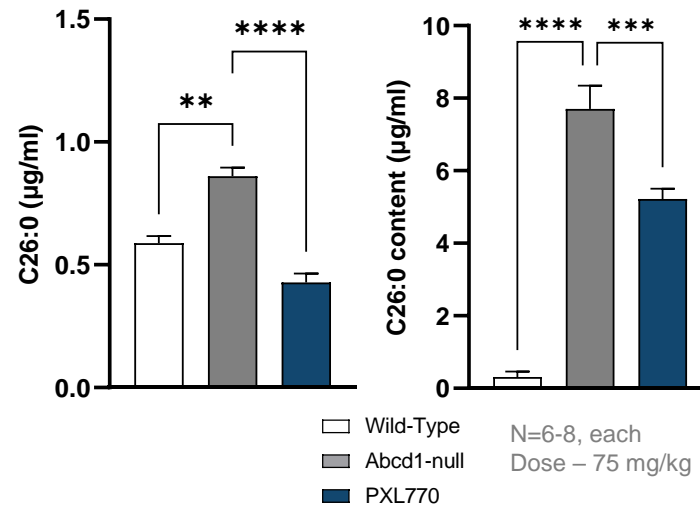 C26:0 (µg/ml)
1.5
1.0
0.5
0.0
**
****
C26:0 content (µg/ml)
10
8
6
4
2
0
****
***
Wild-Type
Abcd1-null
PXL770
N=6-8, each
Dose – 75 mg/kg